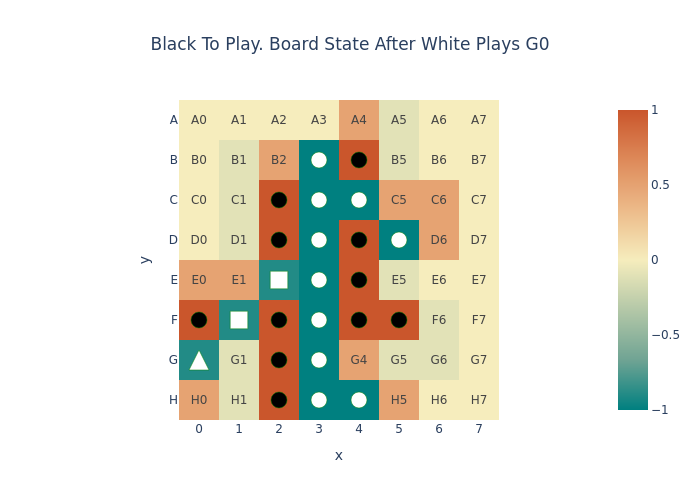 Black To Play. Board State After White Plays G0
A A0 A1 A2 A3 A4 A5 A6 A7
B B0 B1 B2 B5 B6 B7
C C0 C1 C5 C6 C7
D D0 D1 D6 D7
E E0 E1 E5 E6 E7
F F6 F7
G G1 G4 G5 G6 G7
H H0 H1 H5 H6 H7
0 1 2 3 4 5 6 7
x
y
1
0.5
0
−0.5
−1